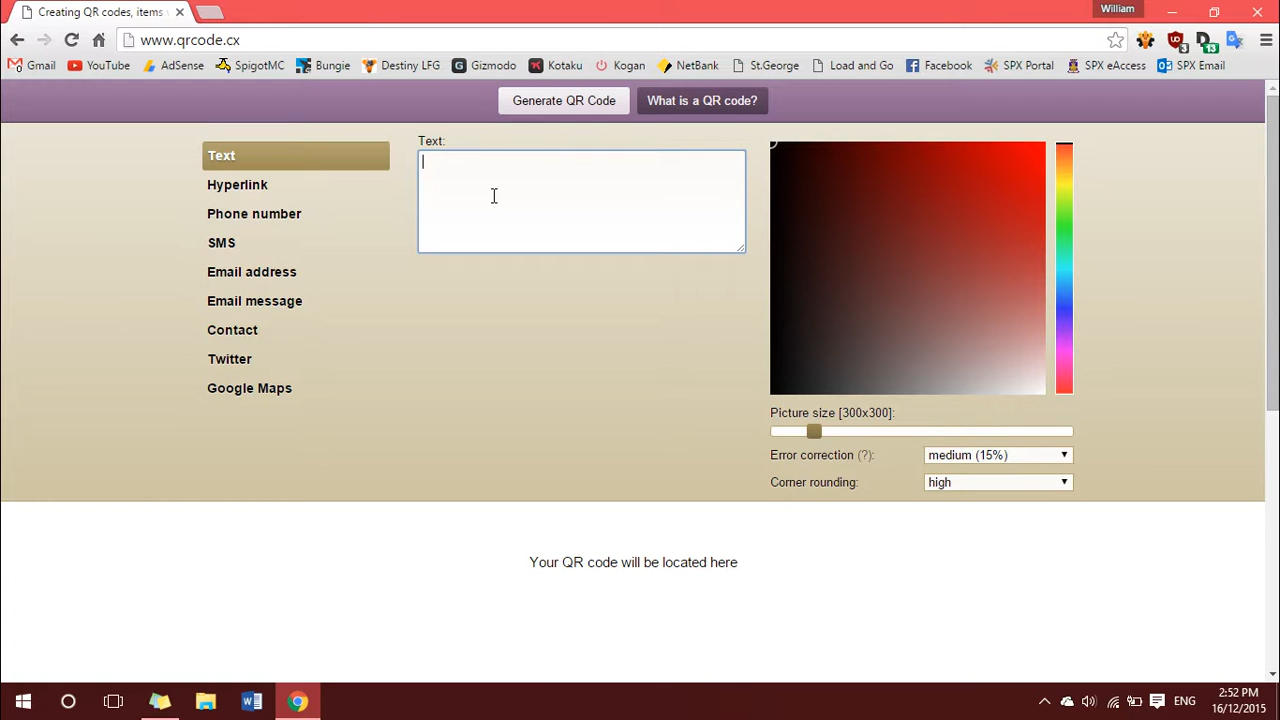 Creating QR codes, items
William
www.qrcode.cx
Gmail YouTube AdSense SpigotMC Bungie Destiny LFG Gizmodo Kotaku Kogan NetBank St.George Load and Go Facebook SPX Portal SPX eAccess SPX Email
3
13
Generate QR Code What is a QR code?
Text
Hyperlink
Phone number
SMS
Email address
Email message
Contact
Twitter
Google Maps
Text:
Picture size [300x300]:
Error correction (?): medium (15%)
Corner rounding: high
Your QR code will be located here
ENG
2:52 PM
16/12/2015